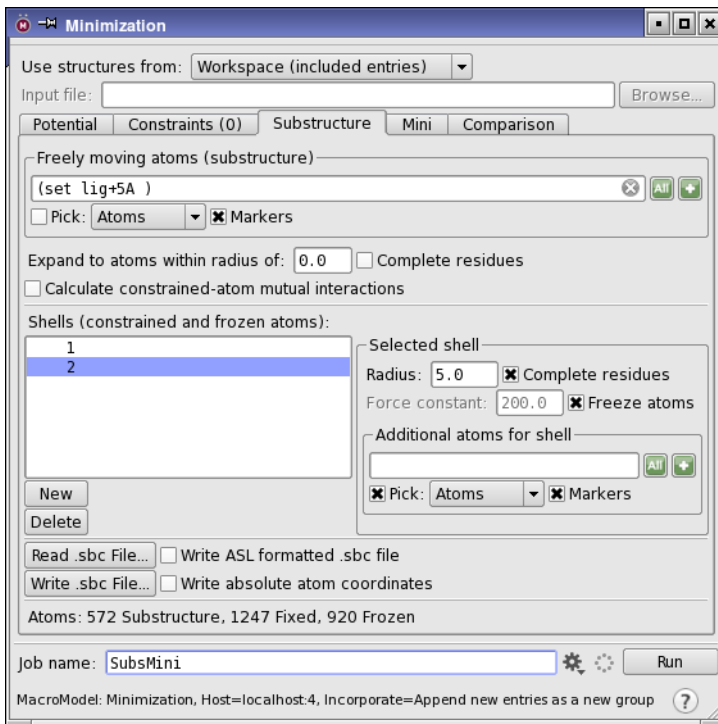 Minimization
Use structures from: Workspace (included entries)
Input file: Browse...
Potential Constraints (0) Substructure Mini Comparison
Freely moving atoms (substructure)
(set lig+5A ) All
Pick: Atoms Markers
Expand to atoms within radius of: 0.0 Complete residues
Calculate constrained-atom mutual interactions
Shells (constrained and frozen atoms):
1
2
Selected shell
Radius: 5.0 Complete residues
Force constant: 200.0 Freeze atoms
Additional atoms for shell
All
Pick: Atoms Markers
New
Delete
Read .sbc File... Write ASL formatted .sbc file
Write .sbc File... Write absolute atom coordinates
Atoms: 572 Substructure, 1247 Fixed, 920 Frozen
Job name: SubsMini Run
MacroModel: Minimization, Host=localhost:4, Incorporate=Append new entries as a new group ?